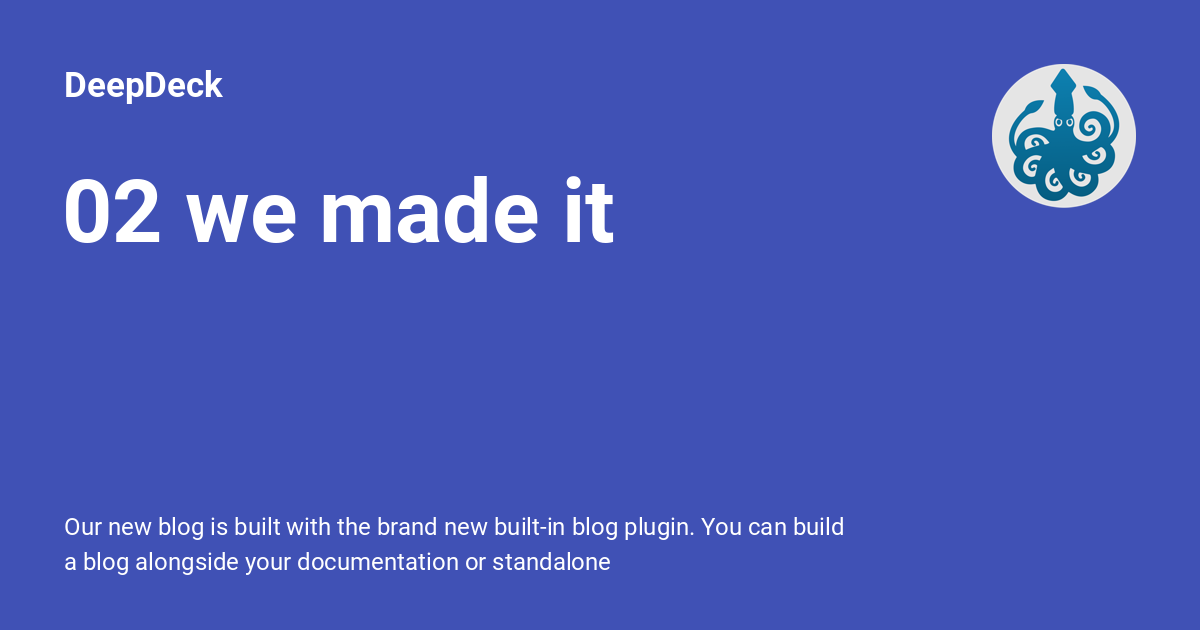 DeepDeck
02 we made it
Our new blog is built with the brand new built-in blog plugin. You can build
a blog alongside your documentation or standalone